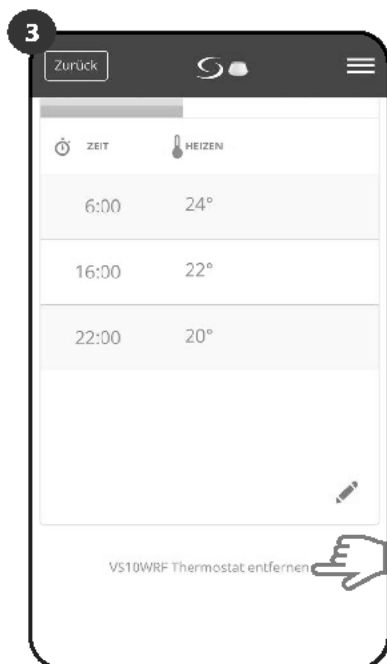 3
Zurück
ZEIT HEIZEN
6:00 24°
16:00 22°
22:00 20°
VS10WRF Thermostat entfernen